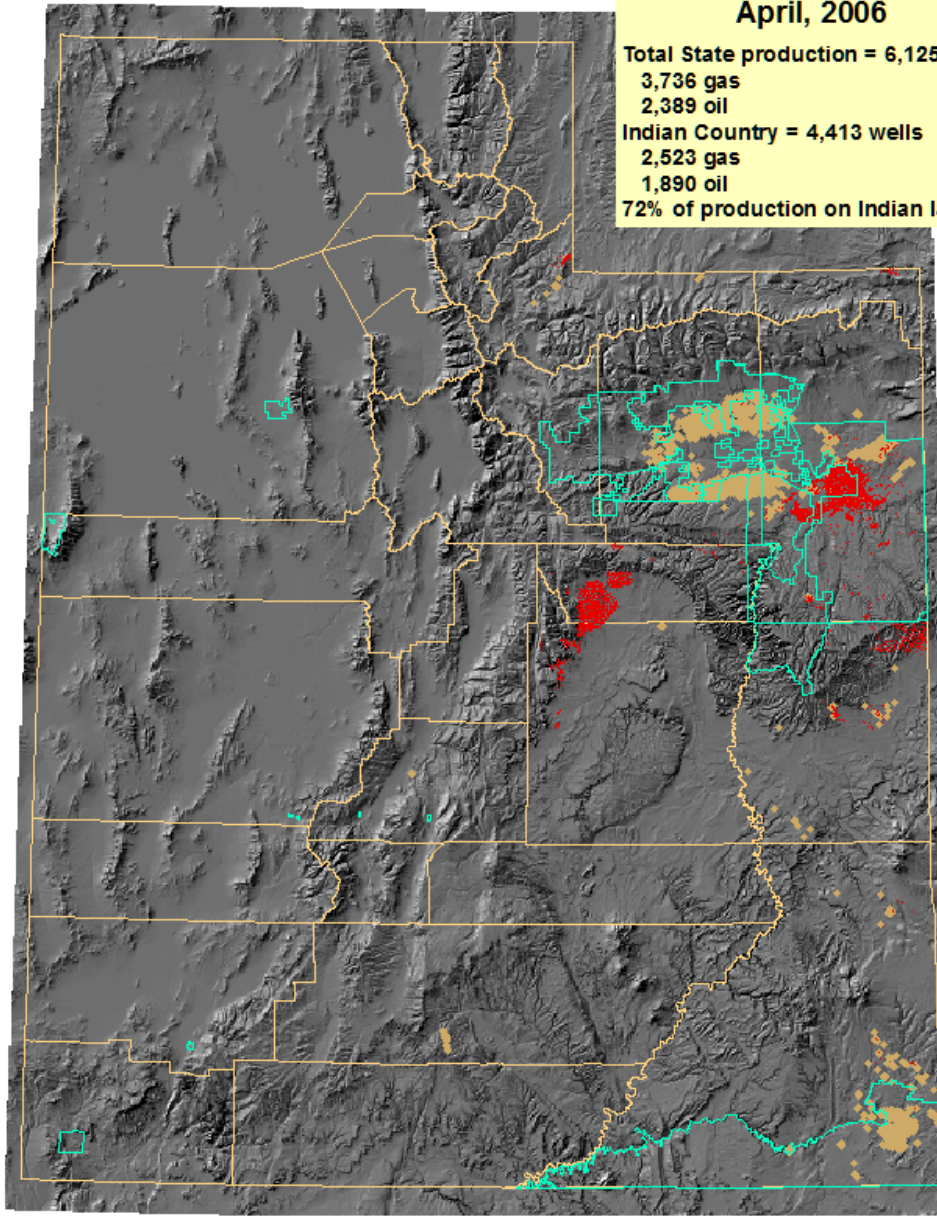 April, 2006
Total State production = 6,125
3,736 gas
2,389 oil
Indian Country = 4,413 wells
2,523 gas
1,890 oil
72% of production on Indian